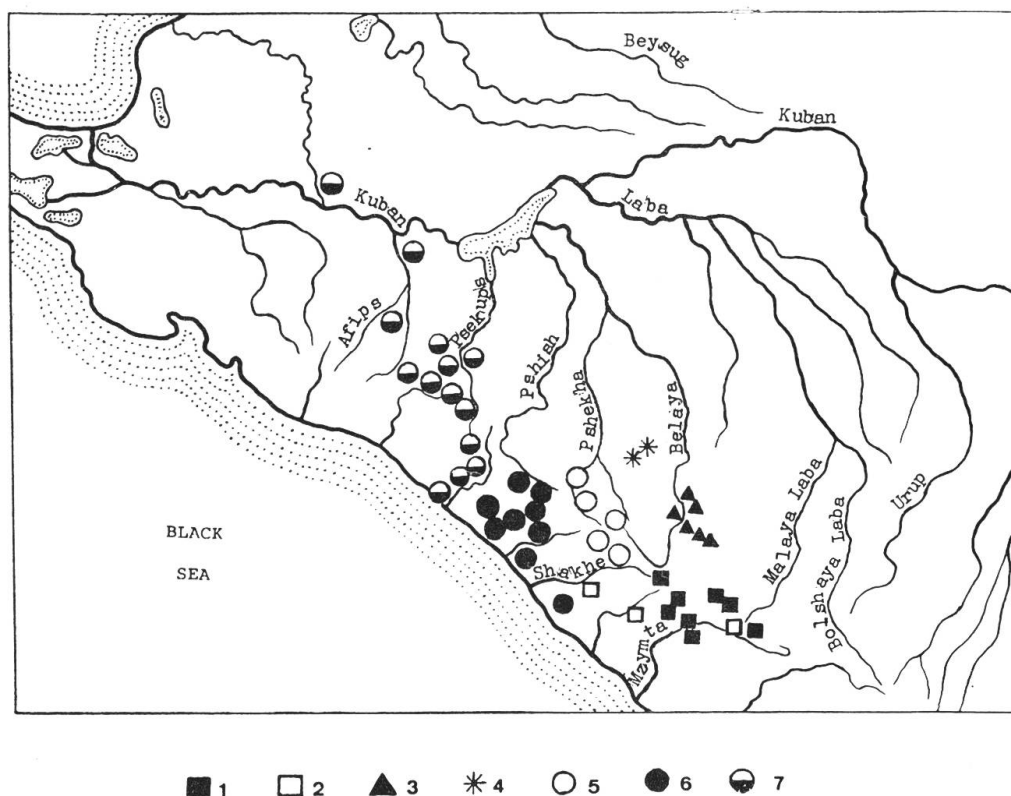 Beysug
Kuban
Laba
Kuban
Afips
Psekups
Pshish
Pshekha
Belaya
Malaya Laba
Bolshaya Laba
Urup
BLACK
SEA
Shakhe
Mzymta
1 2 3 4 5 6 7